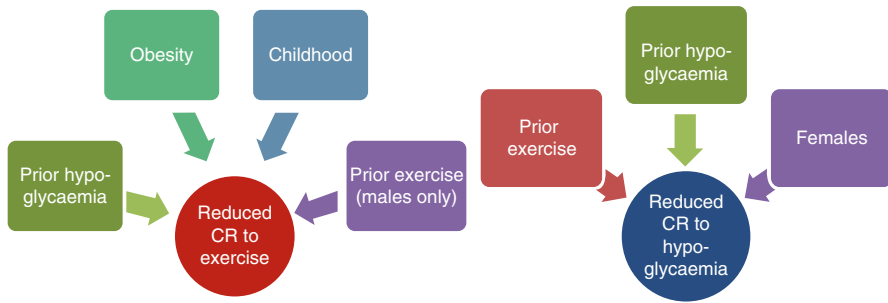 Obesity
Childhood
Prior hypo-
glycaemia
Prior exercise
(males only)
Reduced
CR to
exercise
Prior hypo-
glycaemia
Prior
exercise
Females
Reduced
CR to
hypo-
glycaemia